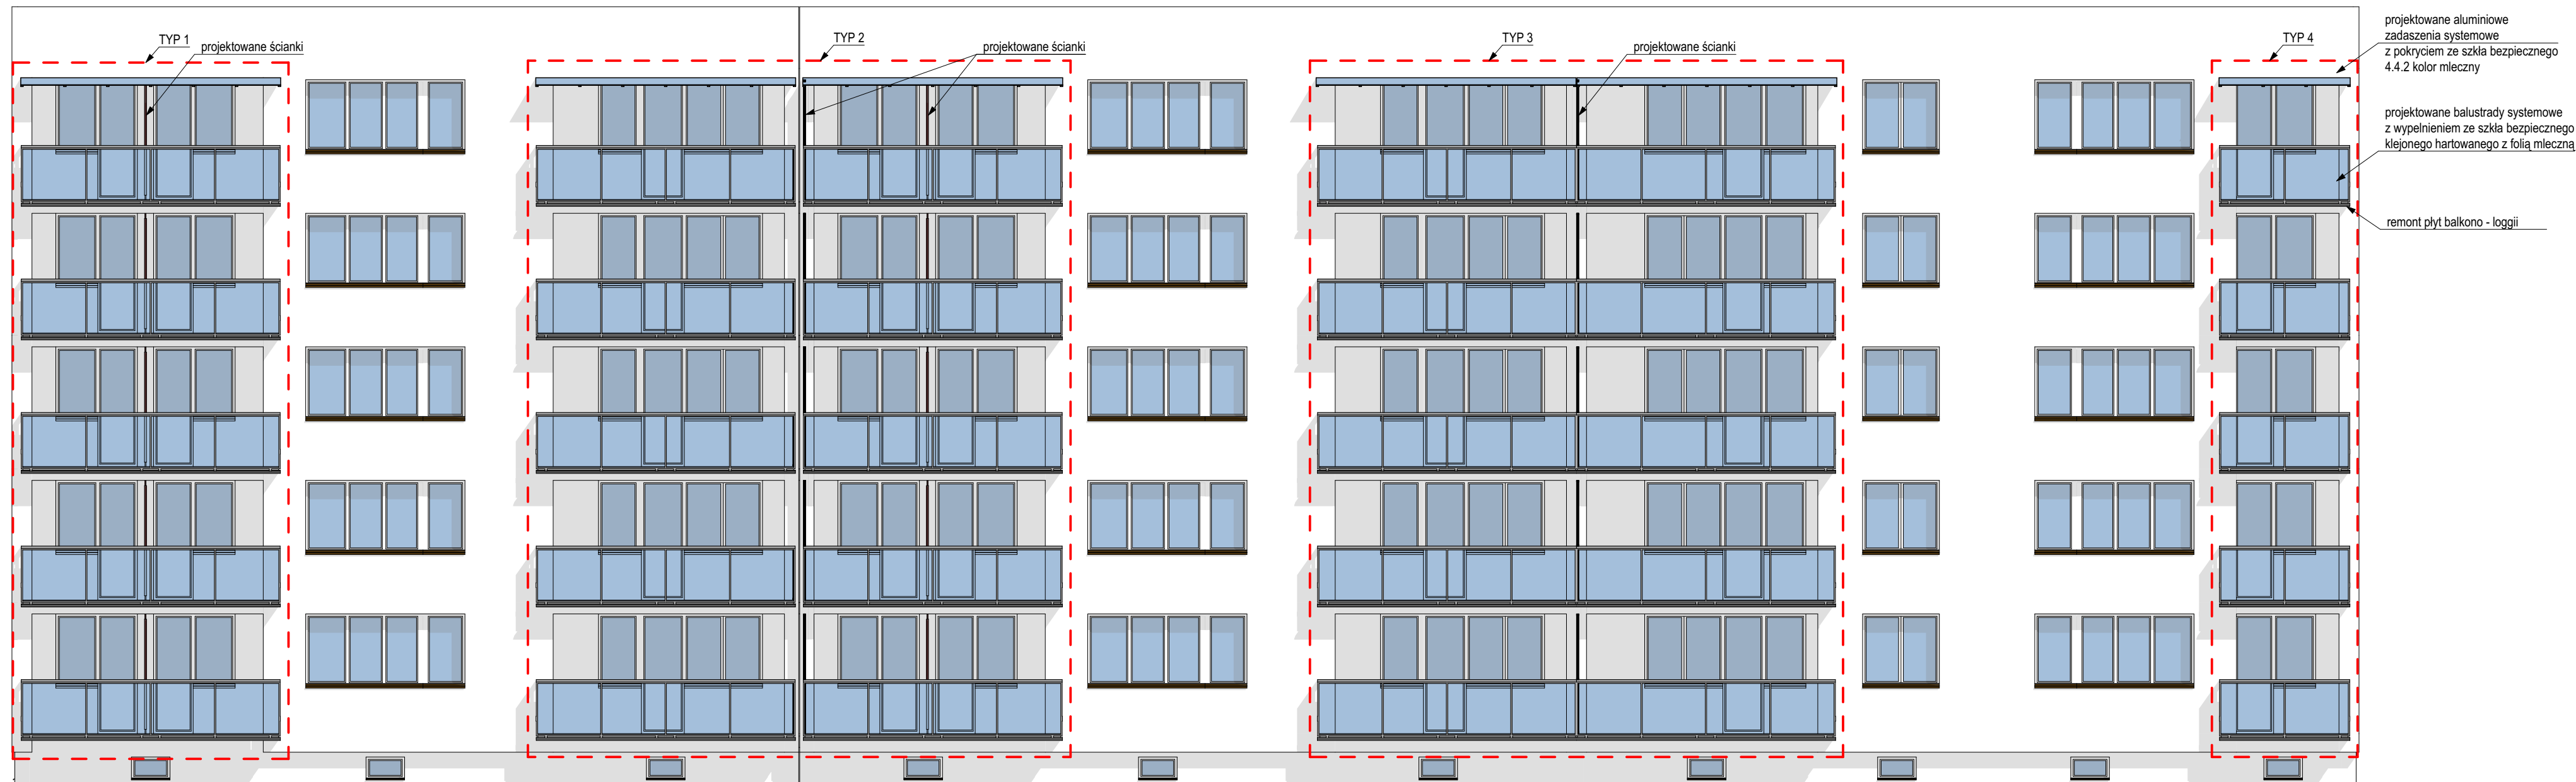 TYP 1
projektowane ścianki
TYP 2
projektowane ścianki
TYP 3
projektowane ścianki
TYP 4
projektowane aluminiowe
zadaszenia systemowe
z pokryciem ze szkła bezpiecznego
4.4.2 kolor mleczny
projektowane balustrady systemowe
z wypełnieniem ze szkła bezpiecznego
klejonego hartowanego z folią mleczną
remont płyt balkono - loggii